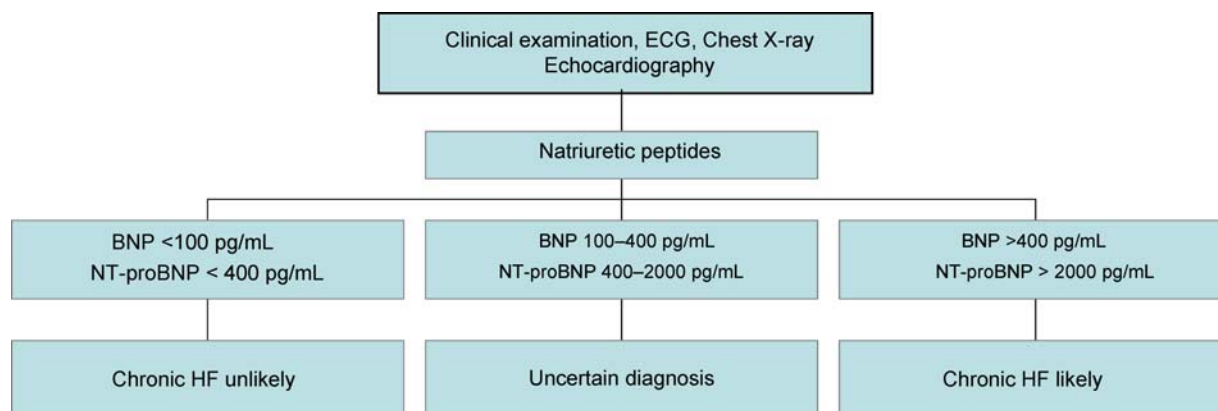 Clinical examination, ECG, Chest X-ray
Echocardiography
Natriuretic peptides
BNP <100 pg/mL
NT-proBNP < 400 pg/mL
BNP 100–400 pg/mL
NT-proBNP 400–2000 pg/mL
BNP >400 pg/mL
NT-proBNP > 2000 pg/mL
Chronic HF unlikely
Uncertain diagnosis
Chronic HF likely